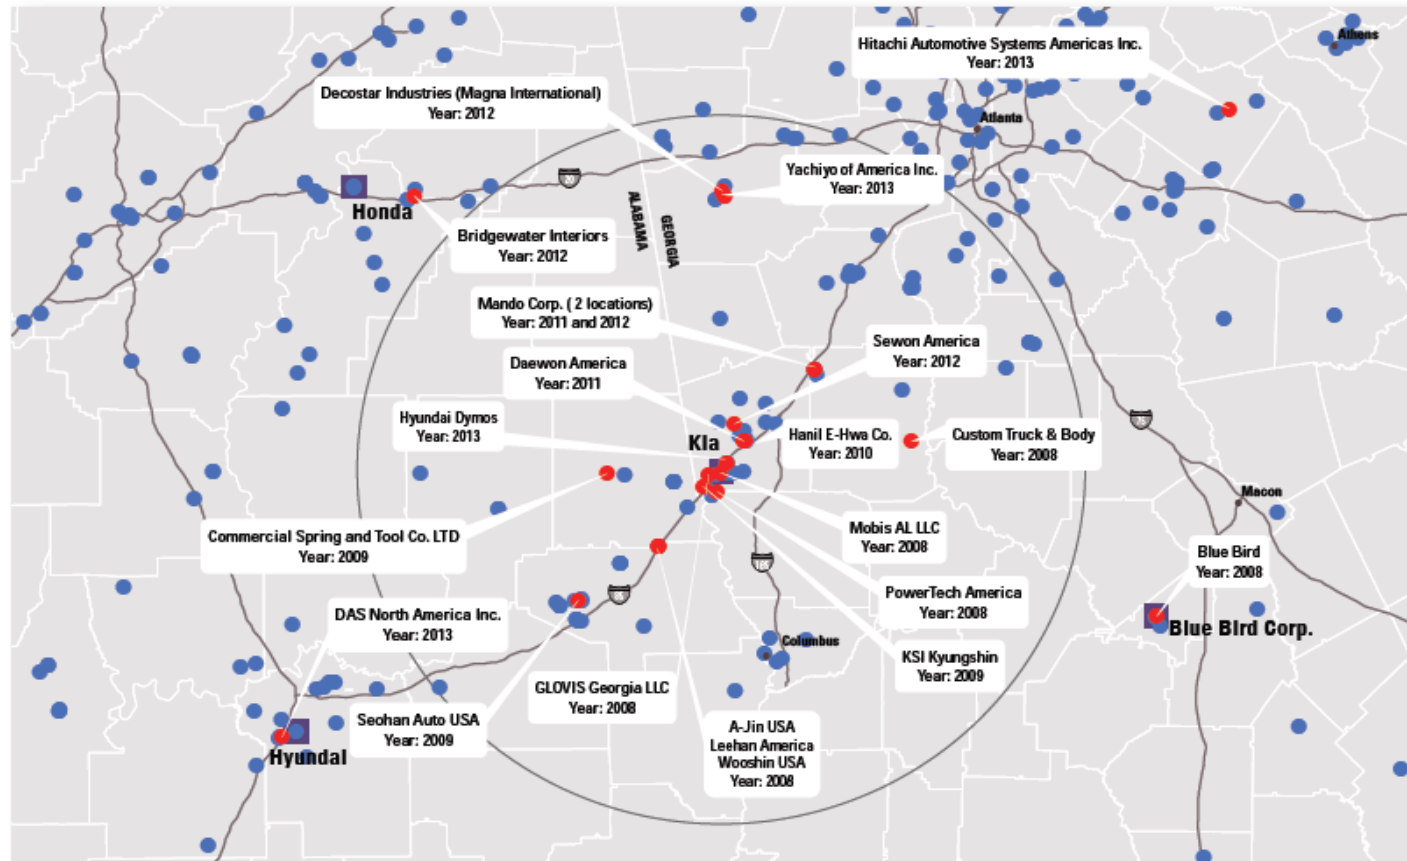 Athens
Hitachi Automotive Systems Americas Inc.
Year: 2013
Decostar Industries (Magna International)
Year: 2012
Atlanta
Yachiyo of America Inc.
Year: 2013
20
Honda
ALABAMA
GEORGIA
Bridgewater Interiors
Year: 2012
Mando Corp. ( 2 locations)
Year: 2011 and 2012
Sewon America
Year: 2012
Daewon America
Year: 2011
Hyundai Dymos
Year: 2013
Kia
Hanil E-Hwa Co.
Year: 2010
Custom Truck & Body
Year: 2008
75
Macon
Commercial Spring and Tool Co. LTD
Year: 2009
Mobis AL LLC
Year: 2008
Blue Bird
Year: 2008
185
85
PowerTech America
Year: 2008
DAS North America Inc.
Year: 2013
Columbus
Blue Bird Corp.
KSI Kyungshin
Year: 2009
GLOVIS Georgia LLC
Year: 2008
Seohan Auto USA
Year: 2009
A-Jin USA
Leehan America
Wooshin USA
Year: 2008
Hyundai